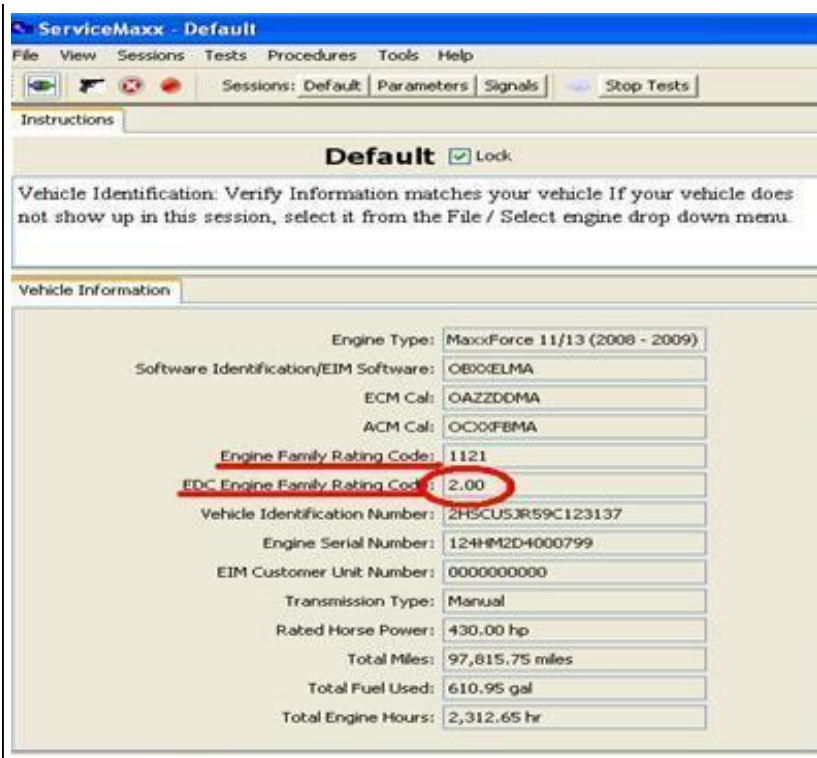 ServiceMaxx - Default
File View Sessions Tests Procedures Tools Help
Sessions: Default Parameters Signals Stop Tests
Instructions
Default Lock
Vehicle Identification: Verify Information matches your vehicle If your vehicle does
not show up in this session, select it from the File / Select engine drop down menu.
Vehicle Information
Engine Type: MaxxForce 11/13 (2008 - 2009)
Software Identification/EIM Software: OBXXELMA
ECM Cal: OAZZDDMA
ACM Cal: OCXXFBMA
Engine Family Rating Code: 1121
EDC Engine Family Rating Code: 2.00
Vehicle Identification Number: 2HSCUSJR59C123137
Engine Serial Number: 124HM2D4000799
EIM Customer Unit Number: 0000000000
Transmission Type: Manual
Rated Horse Power: 430.00 hp
Total Miles: 97,815.75 miles
Total Fuel Used: 610.95 gal
Total Engine Hours: 2,312.65 hr